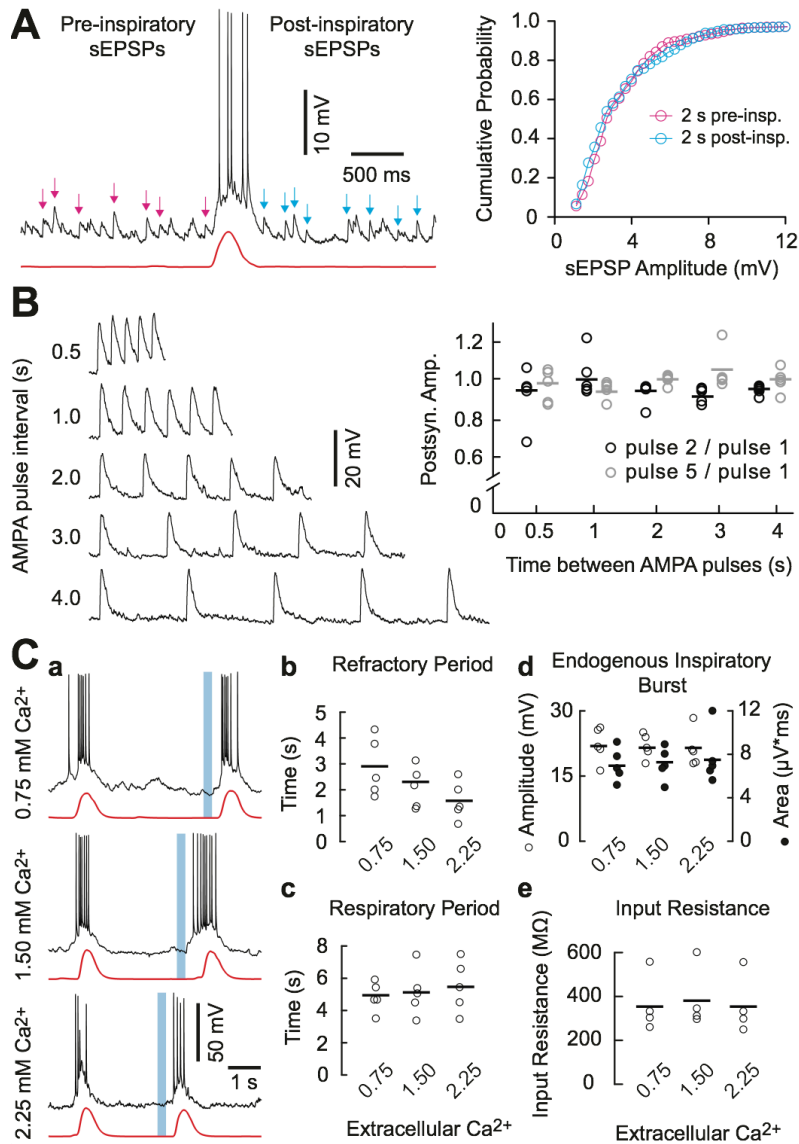 A
Pre-inspiratory
sEPSPs
Post-inspiratory
sEPSPs
10 mV
500 ms
Cumulative Probability
1.0
0.8
0.6
0.4
0.2
0
2 s pre-insp.
2 s post-insp.
0
4
8
12
sEPSP Amplitude (mV)
B
AMPA pulse interval (s)
0.5
1.0
2.0
3.0
4.0
20 mV
Postsyn. Amp.
1.2
1.0
0.8
0.6
0
pulse 2 / pulse 1
pulse 5 / pulse 1
0
0.5
1
2
3
4
Time between AMPA pulses (s)
C
a
0.75 mM Ca2+
1.50 mM Ca2+
2.25 mM Ca2+
50 mV
1 s
b
Refractory Period
Time (s)
5
4
3
2
1
0
0.75
1.50
2.25
c
Respiratory Period
Time (s)
8
6
4
2
0
0.75
1.50
2.25
Extracellular Ca2+
d
Endogenous Inspiratory
Burst
Amplitude (mV)
30
15
0
12
8
4
0
Area (µV*ms)
0.75
1.50
2.25
e
Input Resistance
Input Resistance (MΩ)
600
400
200
0
0.75
1.50
2.25
Extracellular Ca2+